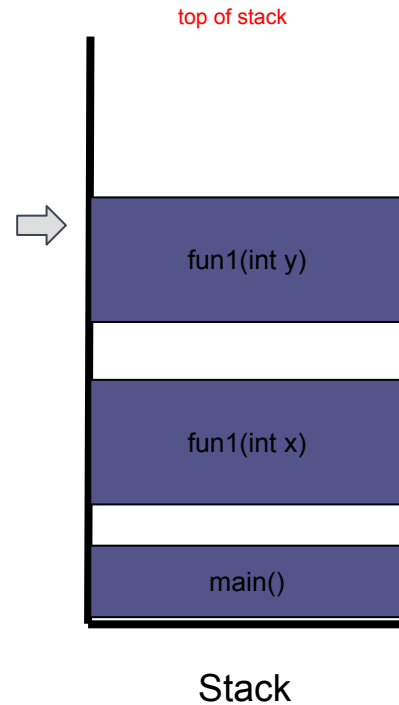 top of stack
fun1(int y)
fun1(int x)
main()
Stack